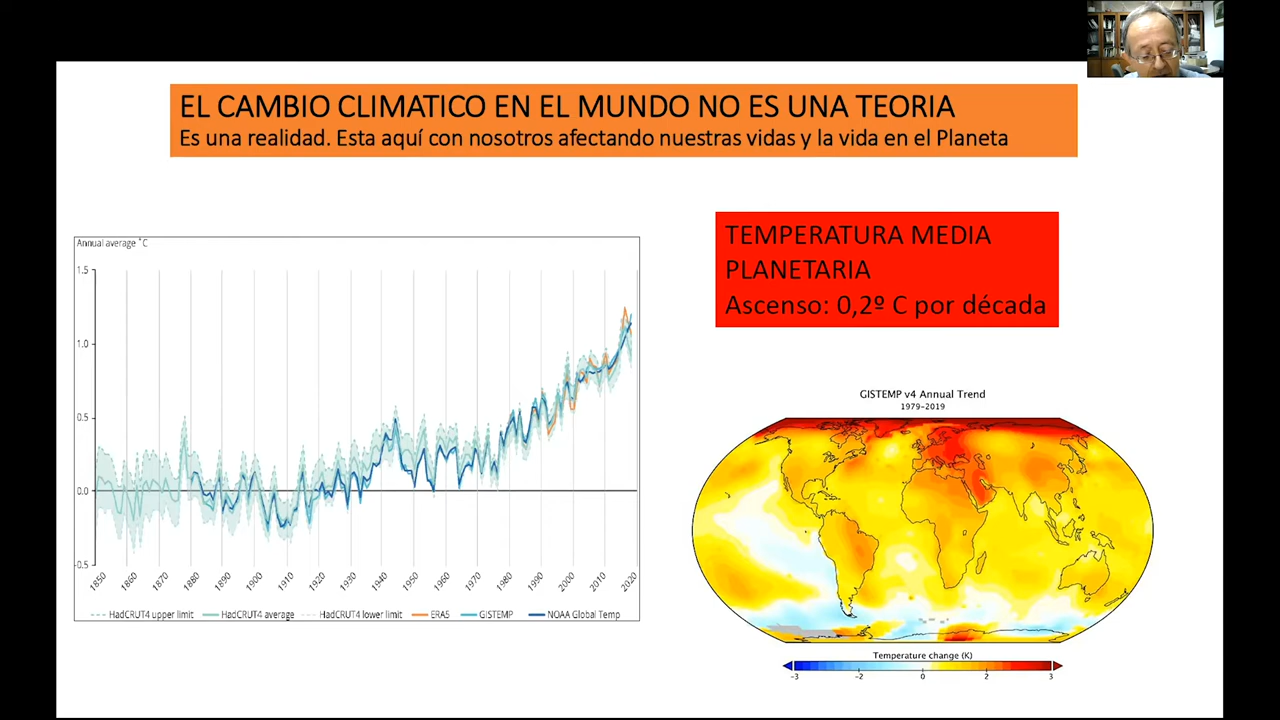 EL CAMBIO CLIMATICO EN EL MUNDO NO ES UNA TEORIA
Es una realidad. Esta aquí con nosotros afectando nuestras vidas y la vida en el Planeta
Annual average ˚C
1.5
1.0
0.5
0.0
-0.5
1850 1860 1870 1880 1890 1900 1910 1920 1930 1940 1950 1960 1970 1980 1990 2000 2010 2020
HadCRUT4 upper limit HadCRUT4 average HadCRUT4 lower limit ERA5 GISTEMP NOAA Global Temp
TEMPERATURA MEDIA
PLANETARIA
Ascenso: 0,2º C por década
GISTEMP v4 Annual Trend
1979-2019
Temperature change (K)
-3 -2 0 2 3